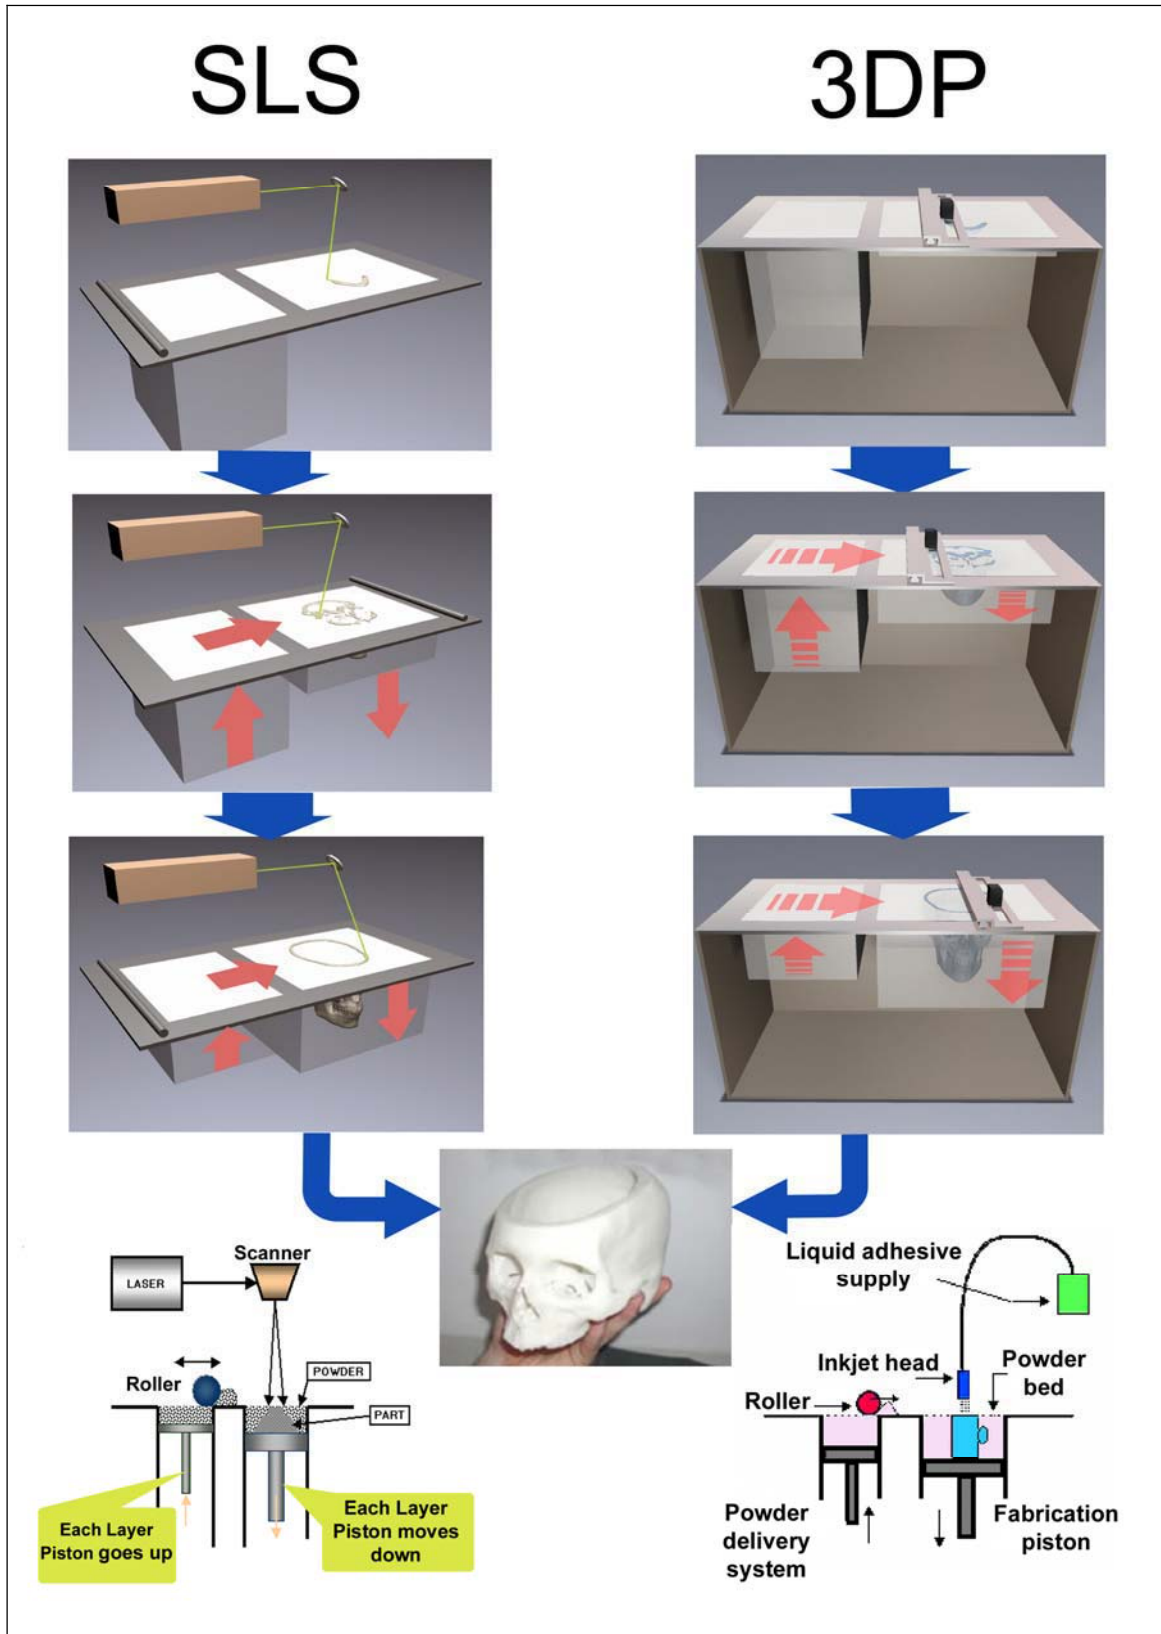 SLS
3DP
Scanner
LASER
Roller
POWDER
PART
Each Layer
Piston goes up
Each Layer
Piston moves
down
Liquid adhesive
supply
Inkjet head
Powder
bed
Roller
Powder
delivery
system
Fabrication
piston